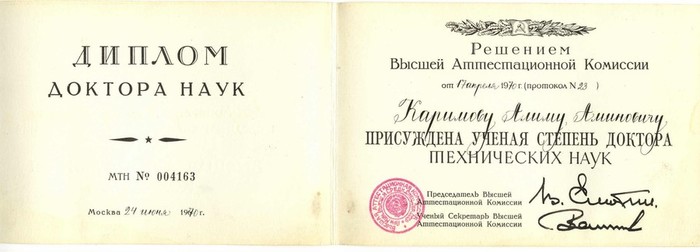 ДИПЛОМ
ДОКТОРА НАУК
МТН № 004163
Москва 24 июня 1970 г.
Решением
Высшей Аттестационной Комиссии
от 17 апреля 1970 г. (протокол № 23 )
Каримову Алиму Аминовичу
ПРИСУЖДЕНА УЧЕНАЯ СТЕПЕНЬ ДОКТОРА
ТЕХНИЧЕСКИХ НАУК
Председатель Высшей
Аттестационной Комиссии
Ученый Секретарь Высшей
Аттестационной Комиссии